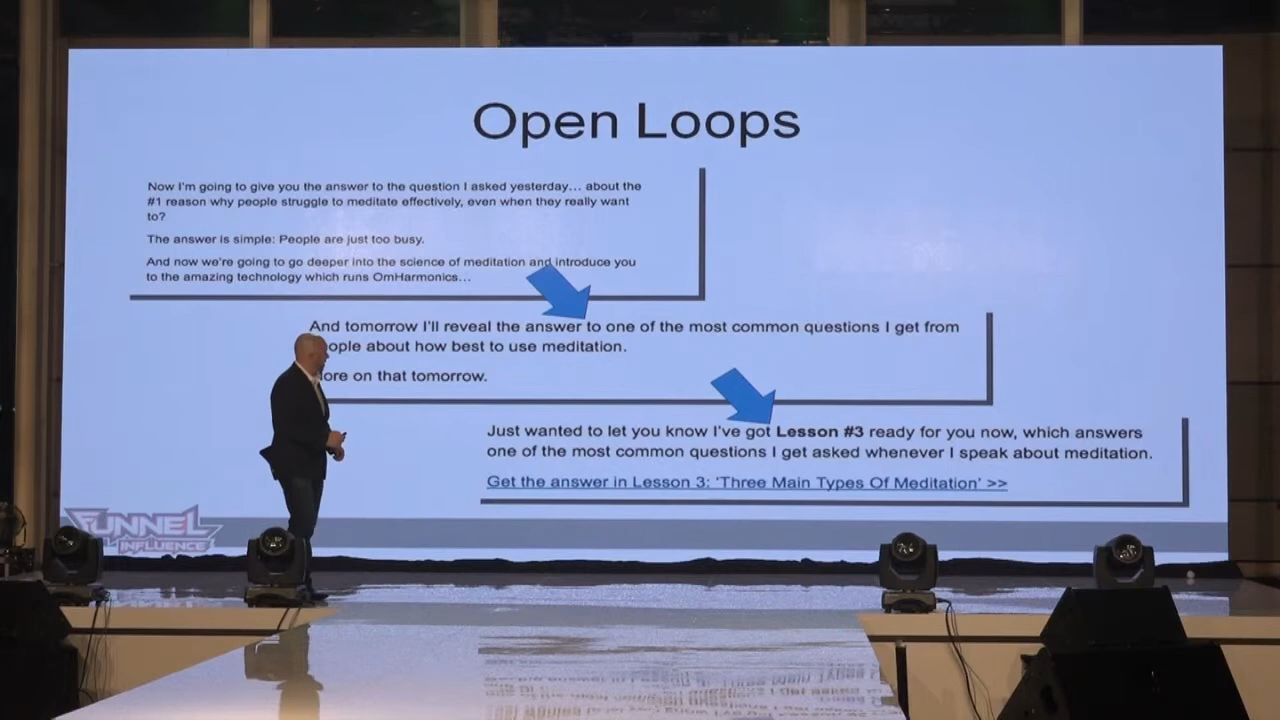 Open Loops
Now I'm going to give you the answer to the question I asked yesterday... about the
#1 reason why people struggle to meditate effectively, even when they really want
to?
The answer is simple: People are just too busy.
And now we're going to go deeper into the science of meditation and introduce you
to the amazing technology which runs OmHarmonics...
And tomorrow I'll reveal the answer to one of the most common questions I get from
ople about how best to use meditation.
ore on that tomorrow.
Just wanted to let you know I've got Lesson #3 ready for you now, which answers
one of the most common questions I get asked whenever I speak about meditation.
Get the answer in Lesson 3: 'Three Main Types Of Meditation' >>
FUNNEL
INFLUENCE